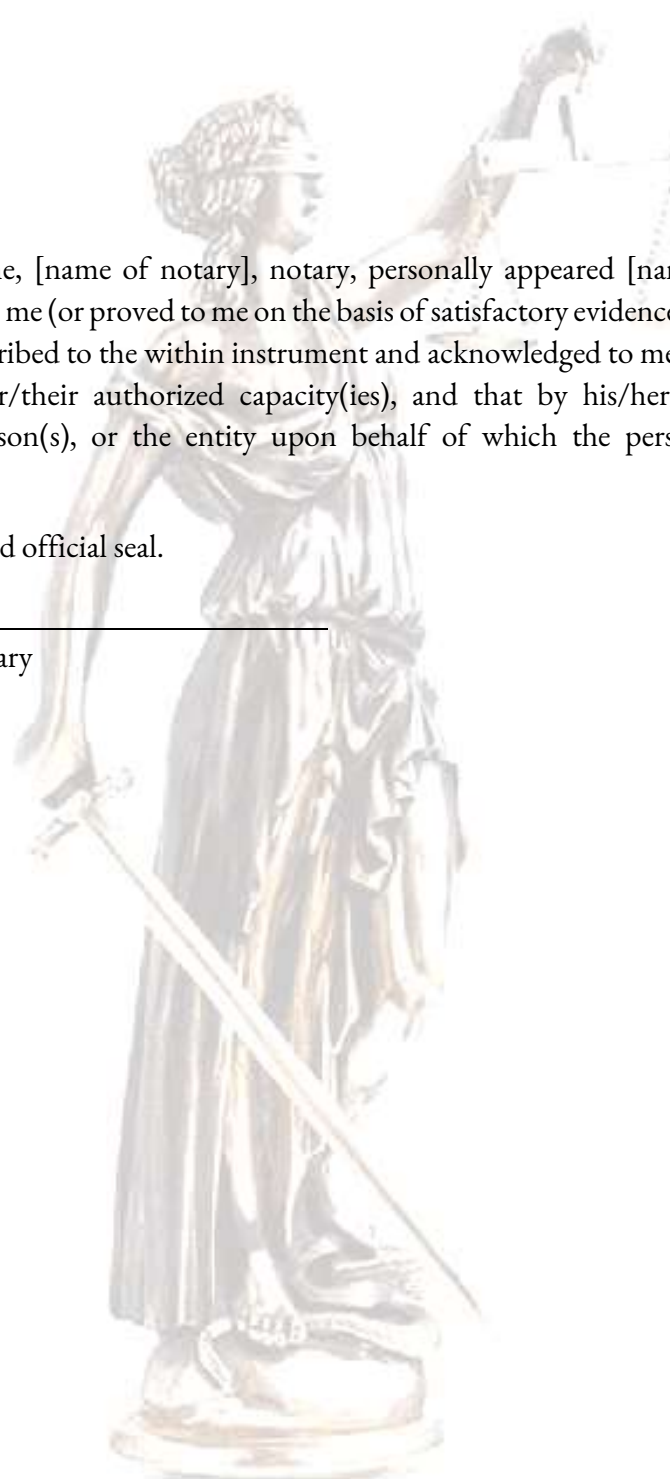 e, [name of notary], notary, personally appeared [nar
me (or proved to me on the basis of satisfactory evidence
ribed to the within instrument and acknowledged to me
r/their authorized capacity(ies), and that by his/her
son(s), or the entity upon behalf of which the pers
d official seal.
ary